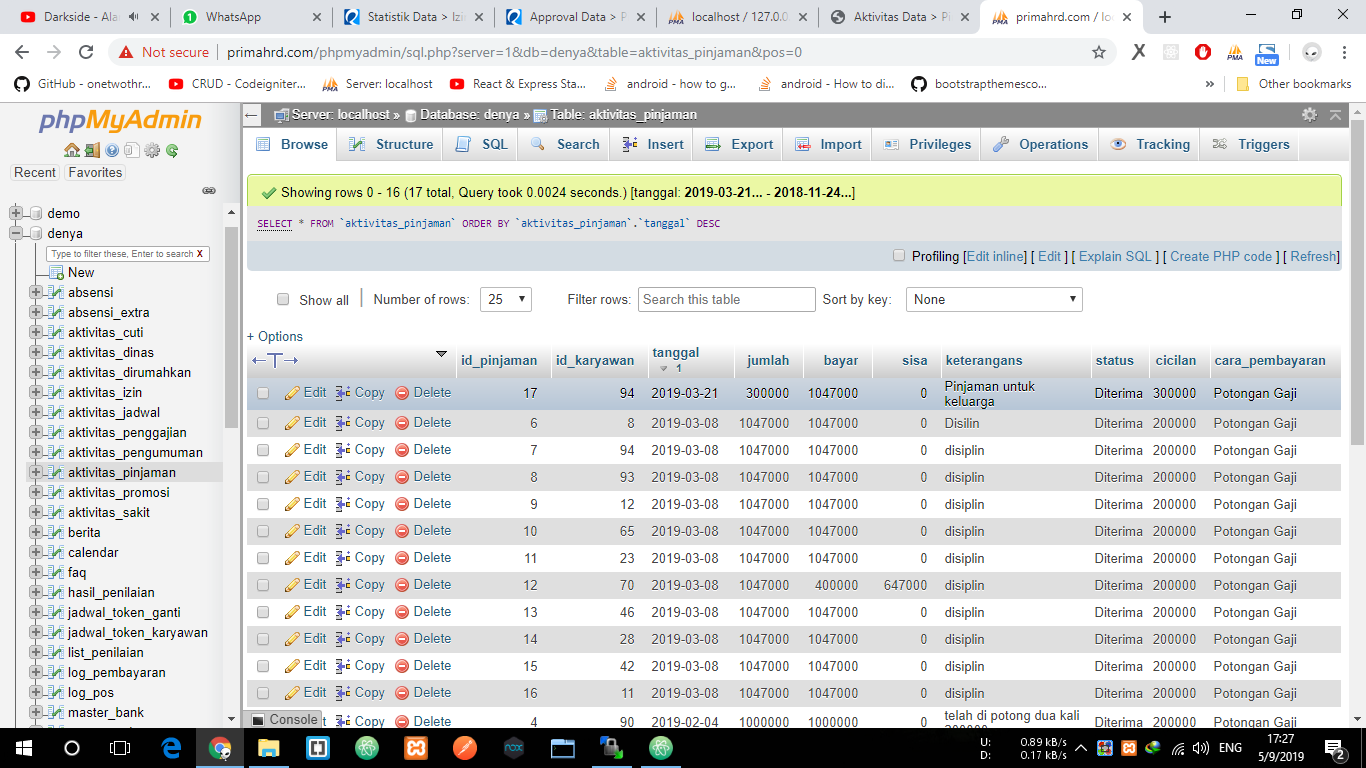 Darkside - Alan
WhatsApp
Statistik Data > Izin
Approval Data > P
localhost / 127.0.0
Aktivitas Data > Pi
primahrd.com / loc
Not secure primahrd.com/phpmyadmin/sql.php?server=1&db=denya&table=aktivitas_pinjaman&pos=0
New
GitHub - onetwothr... CRUD - Codeigniter... Server: localhost React & Express Sta... android - how to g... android - How to di... bootstrapthemesco... » Other bookmarks
phpMyAdmin
Recent Favorites
demo
denya
Type to filter these, Enter to search X
New
absensi
absensi_extra
aktivitas_cuti
aktivitas_dinas
aktivitas_dirumahkan
aktivitas_izin
aktivitas_jadwal
aktivitas_penggajian
aktivitas_pengumuman
aktivitas_pinjaman
aktivitas_promosi
aktivitas_sakit
berita
calendar
faq
hasil_penilaian
jadwal_token_ganti
jadwal_token_karyawan
list_penilaian
log_pembayaran
log_pos
master_bank
Server: localhost » Database: denya » Table: aktivitas_pinjaman
Browse Structure SQL Search Insert Export Import Privileges Operations Tracking Triggers
Showing rows 0 - 16 (17 total, Query took 0.0024 seconds.) [tanggal: 2019-03-21... - 2018-11-24...]
SELECT * FROM `aktivitas_pinjaman` ORDER BY `aktivitas_pinjaman`.`tanggal` DESC
Profiling [Edit inline] [ Edit ] [ Explain SQL ] [ Create PHP code ] [ Refresh]
Show all Number of rows: 25 Filter rows: Search this table Sort by key: None
+ Options
←T→ id_pinjaman id_karyawan tanggal 1 jumlah bayar sisa keterangans status cicilan cara_pembayaran
Edit Copy Delete 17 94 2019-03-21 300000 1047000 0 Pinjaman untuk keluarga Diterima 300000 Potongan Gaji
Edit Copy Delete 6 8 2019-03-08 1047000 1047000 0 Disilin Diterima 200000 Potongan Gaji
Edit Copy Delete 7 94 2019-03-08 1047000 1047000 0 disiplin Diterima 200000 Potongan Gaji
Edit Copy Delete 8 93 2019-03-08 1047000 1047000 0 disiplin Diterima 200000 Potongan Gaji
Edit Copy Delete 9 12 2019-03-08 1047000 1047000 0 disiplin Diterima 200000 Potongan Gaji
Edit Copy Delete 10 65 2019-03-08 1047000 1047000 0 disiplin Diterima 200000 Potongan Gaji
Edit Copy Delete 11 23 2019-03-08 1047000 1047000 0 disiplin Diterima 200000 Potongan Gaji
Edit Copy Delete 12 70 2019-03-08 1047000 400000 647000 disiplin Diterima 200000 Potongan Gaji
Edit Copy Delete 13 46 2019-03-08 1047000 1047000 0 disiplin Diterima 200000 Potongan Gaji
Edit Copy Delete 14 28 2019-03-08 1047000 1047000 0 disiplin Diterima 200000 Potongan Gaji
Edit Copy Delete 15 42 2019-03-08 1047000 1047000 0 disiplin Diterima 200000 Potongan Gaji
Edit Copy Delete 16 11 2019-03-08 1047000 1047000 0 disiplin Diterima 200000 Potongan Gaji
Copy Delete 4 90 2019-02-04 1000000 1000000 0 telah di potong dua kali Diterima 200000 Potongan Gaji
Console
U: 0.89 kB/s
D: 0.17 kB/s
ENG
17:27
5/9/2019
2